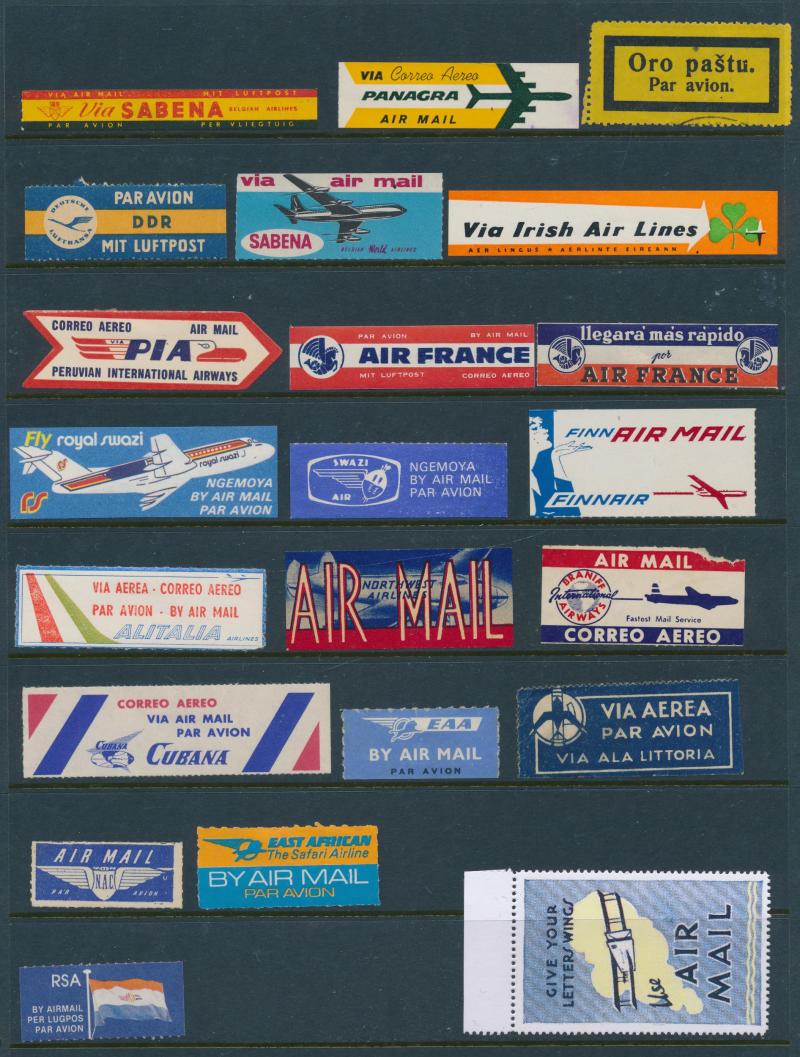 VIA AIR MAIL MIT LUFTPOST
Via SABENA BELGIAN AIRLINES
PAR AVION PER VLIEGTUIG
VIA Correo Aereo
PANAGRA
AIR MAIL
Oro paštu.
Par avion.
DEUTSCHE LUFTHANSA
PAR AVION
DDR
MIT LUFTPOST
via air mail
SABENA
BELGIAN World AIRLINES
Via Irish Air Lines
AER LINGUS • AERLINTE EIREANN
CORREO AEREO AIR MAIL
VIA
PIA
PERUVIAN INTERNATIONAL AIRWAYS
PAR AVION BY AIR MAIL
AIR FRANCE
MIT LUFTPOST CORREO AEREO
llegará más rápido
por
AIR FRANCE
Fly royal swazi
royal swazi
RS
NGEMOYA
BY AIR MAIL
PAR AVION
SWAZI
AIR
NGEMOYA
BY AIR MAIL
PAR AVION
FINNAIR MAIL
FINNAIR
VIA AEREA - CORREO AEREO
PAR AVION - BY AIR MAIL
ALITALIA AIRLINES
NORTHWEST
AIRLINES
AIR MAIL
AIR MAIL
BRANIFF
International
AIRWAYS
Fastest Mail Service
CORREO AEREO
CORREO AEREO
VIA AIR MAIL
PAR AVION
CUBANA
CUBANA
EAA
BY AIR MAIL
PAR AVION
VIA AEREA
PAR AVION
VIA ALA LITTORIA
AIR MAIL
N.A.C.
PAR AVION
EAST AFRICAN
The Safari Airline
BY AIR MAIL
PAR AVION
RSA
BY AIRMAIL
PER LUGPOS
PAR AVION
GIVE YOUR
LETTERS WINGS
Use
AIR
MAIL